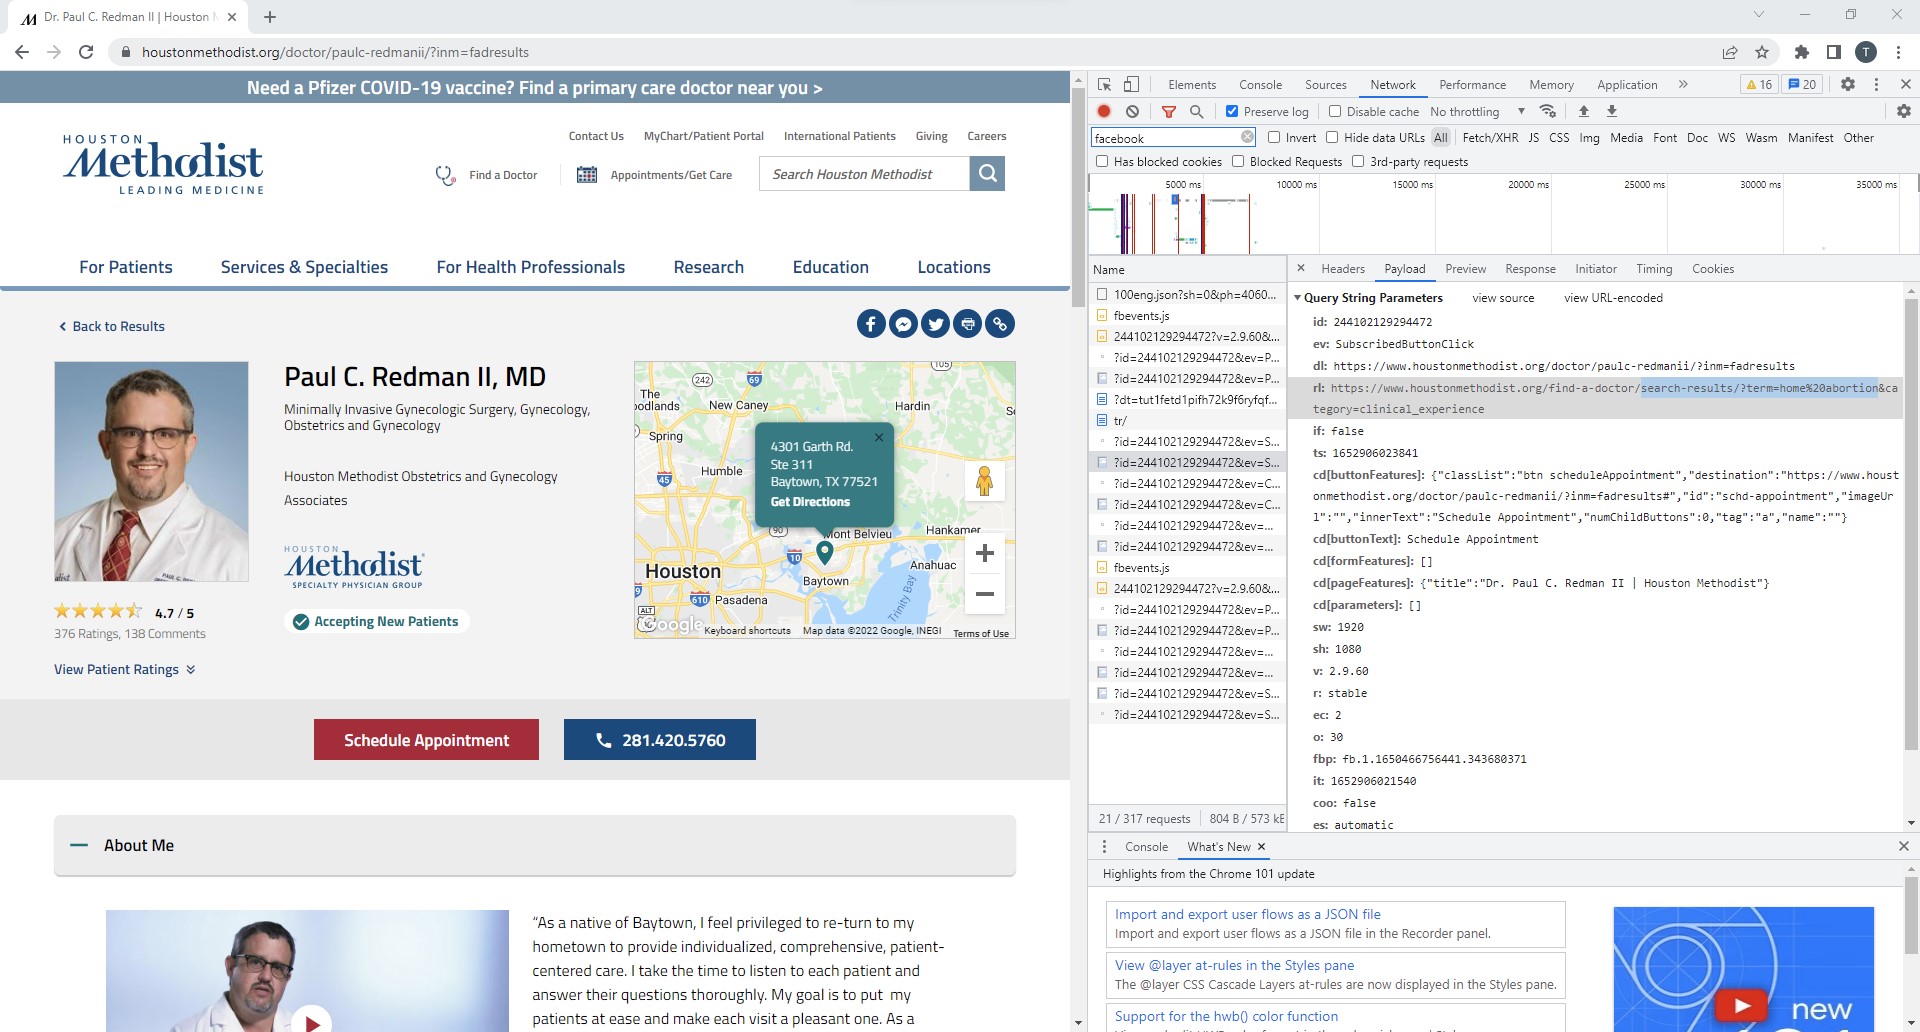 Dr. Paul C. Redman II | Houston M
houstonmethodist.org/doctor/paulc-redmanii/?inm=fadresults
T
Need a Pfizer COVID-19 vaccine? Find a primary care doctor near you >
Contact Us
MyChart/Patient Portal
International Patients
Giving
Careers
HOUSTON
Methodist
LEADING MEDICINE
Find a Doctor
Appointments/Get Care
Search Houston Methodist
For Patients
Services & Specialties
For Health Professionals
Research
Education
Locations
Back to Results
Paul C. Redman II, MD
Minimally Invasive Gynecologic Surgery, Gynecology,
Obstetrics and Gynecology
Houston Methodist Obstetrics and Gynecology
Associates
HOUSTON
Methodist
SPECIALTY PHYSICIAN GROUP
Accepting New Patients
4.7 / 5
376 Ratings, 138 Comments
View Patient Ratings
The
oodlands
242
69
105
New Caney
Hardin
Spring
Humble
45
4301 Garth Rd.
Ste 311
Baytown, TX 77521
Get Directions
90
Mont Belvieu
Hankamer
10
Houston
Baytown
Anahuac
610
Pasadena
Trinity Bay
ALT
Google
Keyboard shortcuts
Map data ©2022 Google, INEGI
Terms of Use
Schedule Appointment
281.420.5760
About Me
"As a native of Baytown, I feel privileged to re-turn to my
hometown to provide individualized, comprehensive, patient-
centered care. I take the time to listen to each patient and
answer their questions thoroughly. My goal is to put my
patients at ease and make each visit a pleasant one. As a
Elements
Console
Sources
Network
Performance
Memory
Application
16
20
Preserve log
Disable cache
No throttling
facebook
Invert
Hide data URLs
All
Fetch/XHR
JS
CSS
Img
Media
Font
Doc
WS
Wasm
Manifest
Other
Has blocked cookies
Blocked Requests
3rd-party requests
5000 ms
10000 ms
15000 ms
20000 ms
25000 ms
30000 ms
35000 ms
Name
100eng.json?sh=0&ph=4060...
fbevents.js
244102129294472?v=2.9.60&...
?id=244102129294472&ev=P...
?id=244102129294472&ev=P...
?dt=tut1fetd1pifh72k9f6ryfqf...
tr/
?id=244102129294472&ev=S...
?id=244102129294472&ev=S...
?id=244102129294472&ev=C...
?id=244102129294472&ev=C...
?id=244102129294472&ev=...
?id=244102129294472&ev=...
fbevents.js
244102129294472?v=2.9.60&...
?id=244102129294472&ev=P...
?id=244102129294472&ev=P...
?id=244102129294472&ev=...
?id=244102129294472&ev=...
?id=244102129294472&ev=S...
?id=244102129294472&ev=S...
21 / 317 requests
804 B / 573 kE
Headers
Payload
Preview
Response
Initiator
Timing
Cookies
Query String Parameters
view source
view URL-encoded
id: 244102129294472
ev: SubscribedButtonClick
dl: https://www.houstonmethodist.org/doctor/paulc-redmanii/?inm=fadresults
rl: https://www.houstonmethodist.org/find-a-doctor/search-results/?term=home%20abortion&ca
tegory=clinical_experience
if: false
ts: 1652906023841
cd[buttonFeatures]: {"classList":"btn scheduleAppointment","destination":"https://www.houst
onmethodist.org/doctor/paulc-redmanii/?inm=fadresults#","id":"schd-appointment","imageUr
l":"","innerText":"Schedule Appointment","numChildButtons":0,"tag":"a","name":""}
cd[buttonText]: Schedule Appointment
cd[formFeatures]: []
cd[pageFeatures]: {"title":"Dr. Paul C. Redman II | Houston Methodist"}
cd[parameters]: []
sw: 1920
sh: 1080
v: 2.9.60
r: stable
ec: 2
o: 30
fbp: fb.1.1650466756441.343680371
it: 1652906021540
coo: false
es: automatic
Console
What's New
Highlights from the Chrome 101 update
Import and export user flows as a JSON file
Import and export user flows as a JSON file in the Recorder panel.
View @layer at-rules in the Styles pane
The @layer CSS Cascade Layers at-rules are now displayed in the Styles pane.
Support for the hwb() color function
new